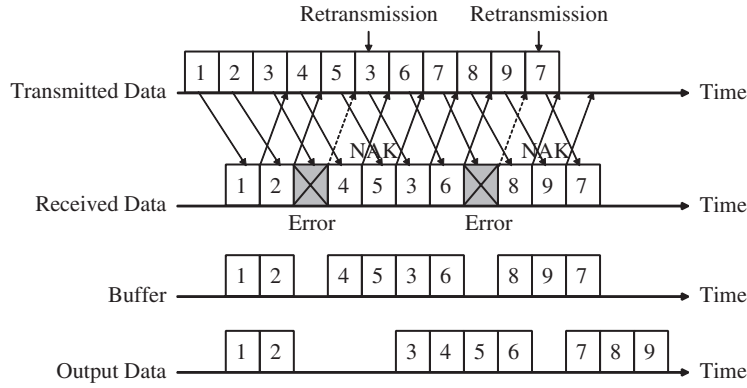 Retransmission Retransmission
1 2 3 4 5 3 6 7 8 9 7
Transmitted Data Time
NAK NAK
1 2 4 5 3 6 8 9 7
Received Data Time
Error Error
1 2 4 5 3 6 8 9 7
Buffer Time
1 2 3 4 5 6 7 8 9
Output Data Time